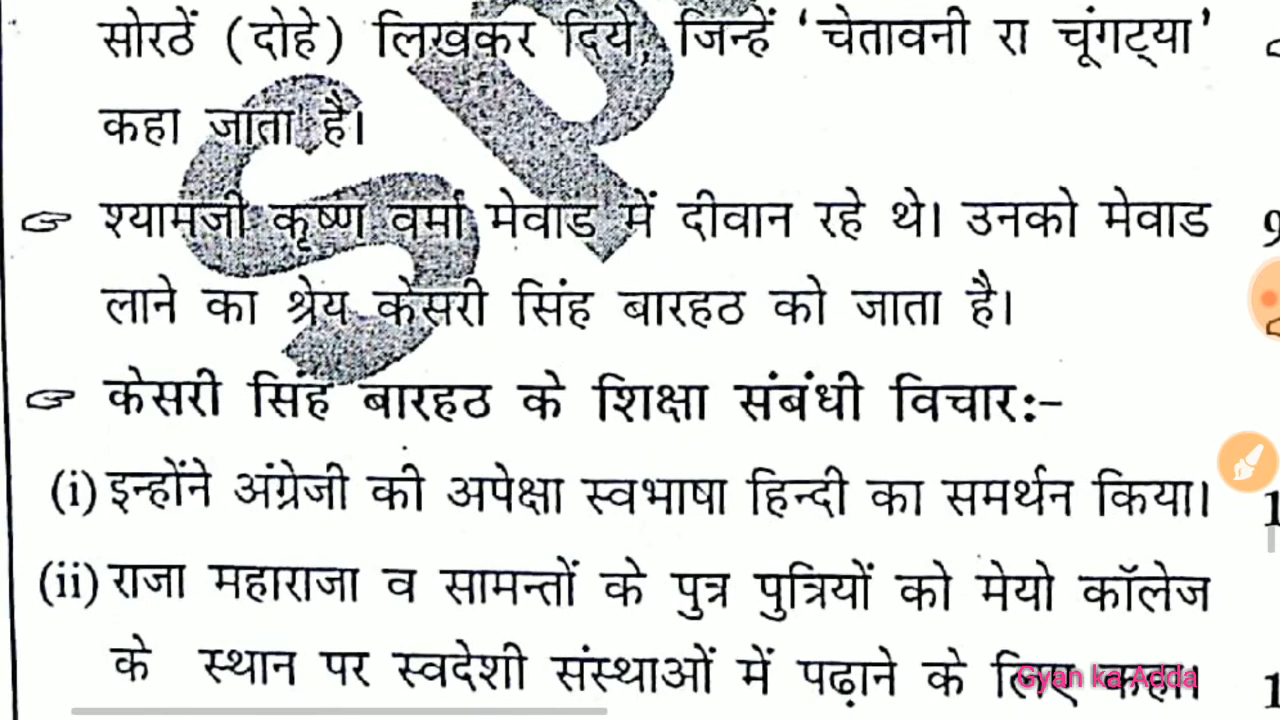 सोरठें (दोहे) लिखकर दिये, जिन्हें 'चेतावनी रा चूंगट्या'
कहा जाता है।
☞ श्यामजी कृष्ण वर्मा मेवाड में दीवान रहे थे। उनको मेवाड
लाने का श्रेय केसरी सिंह बारहठ को जाता है।
☞ केसरी सिंह बारहठ के शिक्षा संबंधी विचारः-
(i) इन्होंने अंग्रेजी की अपेक्षा स्वभाषा हिन्दी का समर्थन किया।
(ii) राजा महाराजा व सामन्तों के पुत्र पुत्रियों को मेयो कॉलेज
के स्थान पर स्वदेशी संस्थाओं में पढ़ाने के लिए कहा।
Gyan ka Adda